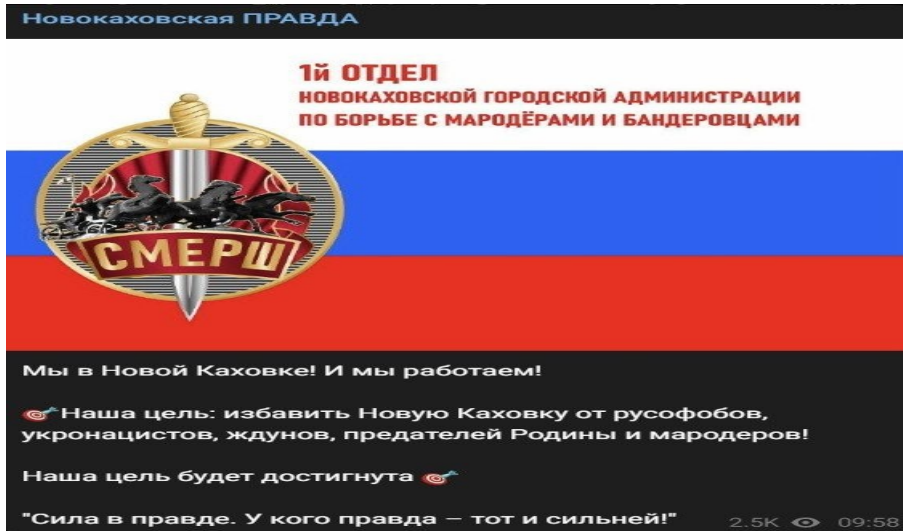 Новокаховская ПРАВДА
1й ОТДЕЛ
НОВОКАХОВСКОЙ ГОРОДСКОЙ АДМИНИСТРАЦИИ
ПО БОРЬБЕ С МАРОДЁРАМИ И БАНДЕРОВЦАМИ
СМЕРШ
Мы в Новой Каховке! И мы работаем!
🎯Наша цель: избавить Новую Каховку от русофобов,
укронацистов, ждунов, предателей Родины и мародеров!
Наша цель будет достигнута 🎯
"Сила в правде. У кого правда – тот и сильней!"
2.5K 09:58